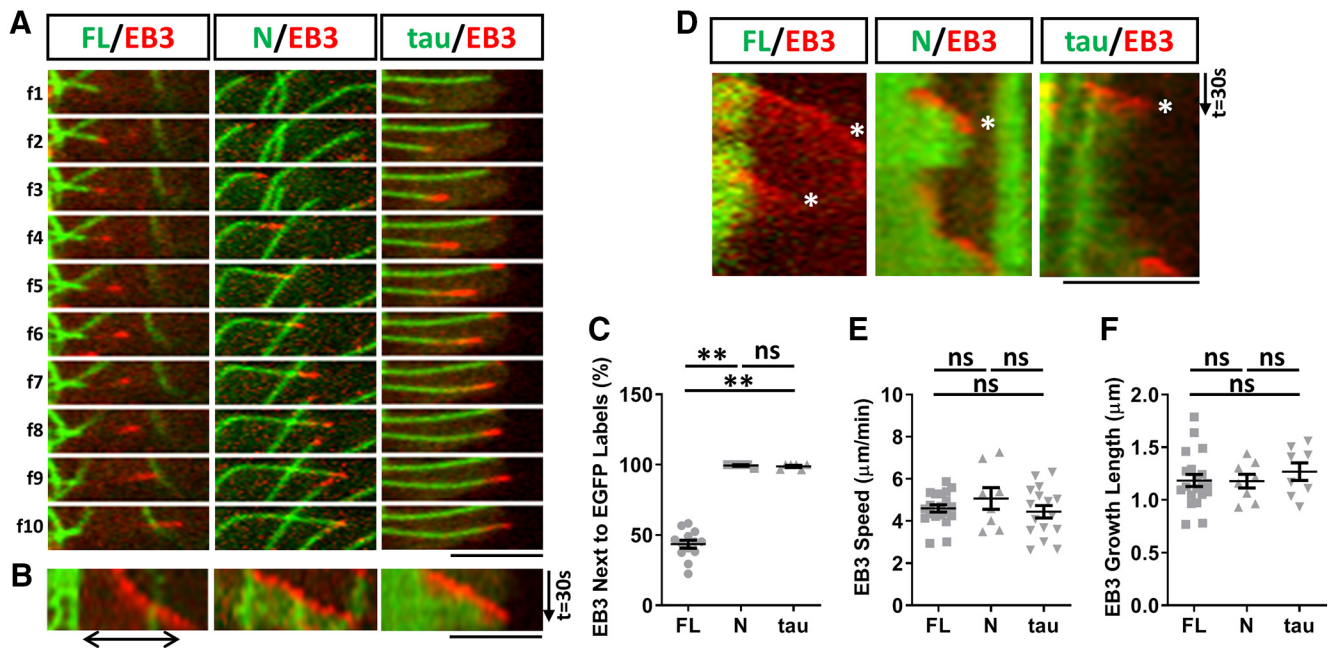 A
FL/EB3
N/EB3
tau/EB3
f1
f2
f3
f4
f5
f6
f7
f8
f9
f10
B
t=30s
D
FL/EB3
N/EB3
tau/EB3
t=30s
*
*
*
*
C
** ns
**
EB3 Next to EGFP Labels (%)
150
100
50
0
FL N tau
E
ns ns
ns
EB3 Speed (μm/min)
10
8
6
4
2
0
FL N tau
F
ns ns
ns
EB3 Growth Length (μm)
2.0
1.5
1.0
0.5
0.0
FL N tau